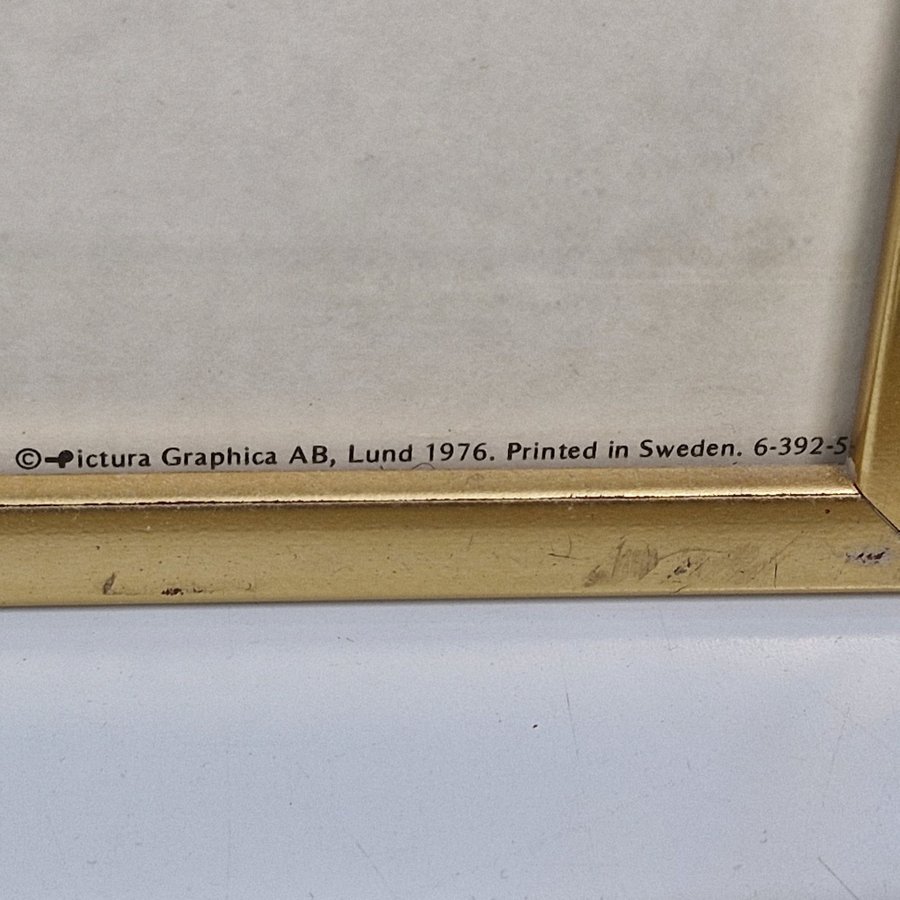 © Pictura Graphica AB, Lund 1976. Printed in Sweden. 6-392-5-